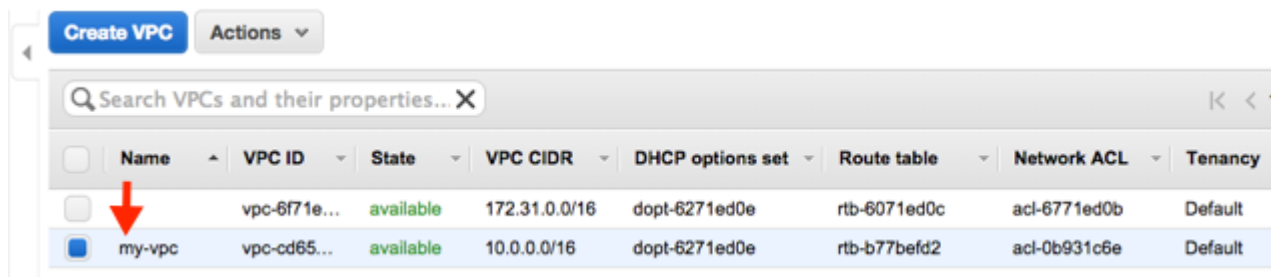 Create VPC Actions
Search VPCs and their properties...
Name VPC ID State VPC CIDR DHCP options set Route table Network ACL Tenancy
vpc-6f71e... available 172.31.0.0/16 dopt-6271ed0e rtb-6071ed0c acl-6771ed0b Default
my-vpc vpc-cd65... available 10.0.0.0/16 dopt-6271ed0e rtb-b77befd2 acl-0b931c6e Default